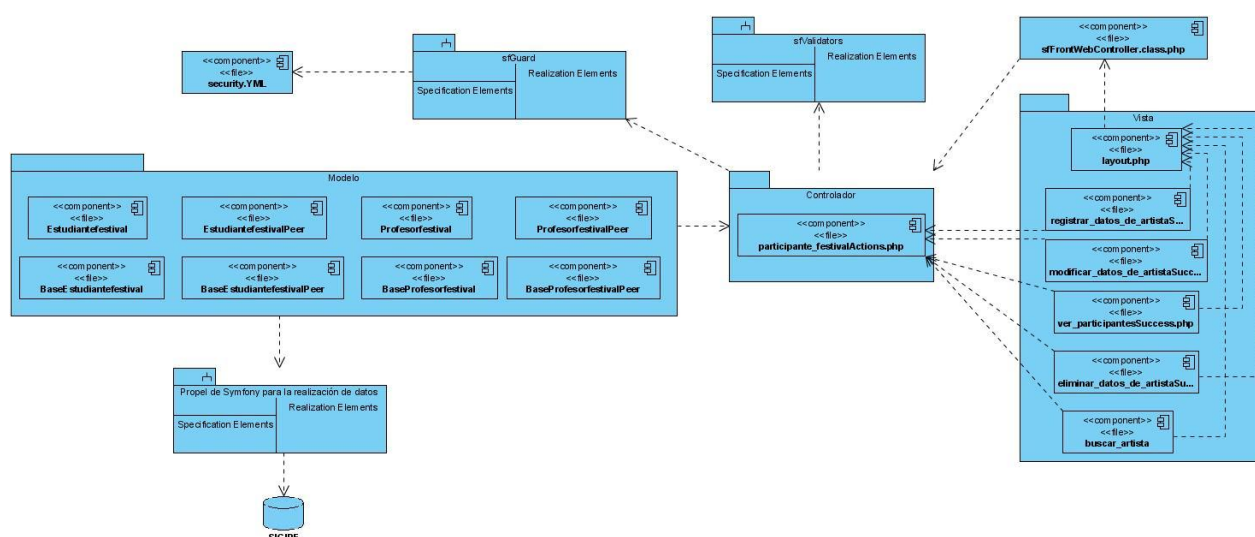 <<component>>
<<file>>
security.YML
sfGuard
Realization Elements
Specification Elements
sfValidators
Realization Elements
Specification Elements
<<component>>
<<file>>
sfFrontWebController.class.php
Vista
<<component>>
<<file>>
layout.php
<<component>>
<<file>>
registrar_datos_de_artistaS...
<<component>>
<<file>>
modificar_datos_de_artistaSucc...
<<component>>
<<file>>
ver_participantesSuccess.php
<<component>>
<<file>>
eliminar_datos_de_artistaSu...
<<component>>
<<file>>
buscar_artista
Controlador
<<component>>
<<file>>
participante_festivalActions.php
Modelo
<<component>>
<<file>>
Estudiantefestival
<<component>>
<<file>>
EstudiantefestivalPeer
<<component>>
<<file>>
Profesorfestival
<<component>>
<<file>>
ProfesorfestivalPeer
<<component>>
<<file>>
BaseEstudiantefestival
<<component>>
<<file>>
BaseEstudiantefestivalPeer
<<component>>
<<file>>
BaseProfesorfestival
<<component>>
<<file>>
BaseProfesorfestivalPeer
Propel de Symfony para la realización de datos
Realization Elements
Specification Elements